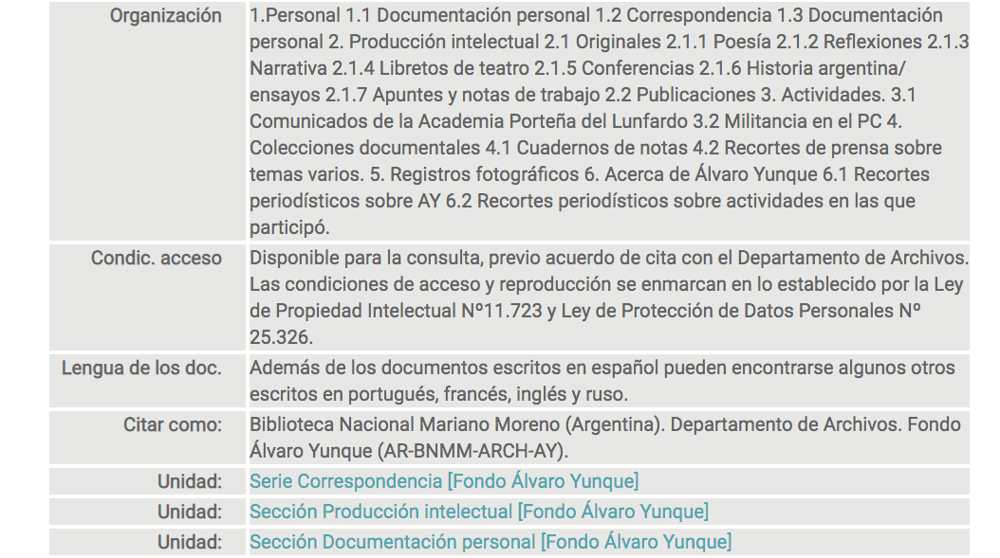 Organización
1.Personal 1.1 Documentación personal 1.2 Correspondencia 1.3 Documentación
personal 2. Producción intelectual 2.1 Originales 2.1.1 Poesía 2.1.2 Reflexiones 2.1.3
Narrativa 2.1.4 Libretos de teatro 2.1.5 Conferencias 2.1.6 Historia argentina/
ensayos 2.1.7 Apuntes y notas de trabajo 2.2 Publicaciones 3. Actividades. 3.1
Comunicados de la Academia Porteña del Lunfardo 3.2 Militancia en el PC 4.
Colecciones documentales 4.1 Cuadernos de notas 4.2 Recortes de prensa sobre
temas varios. 5. Registros fotográficos 6. Acerca de Álvaro Yunque 6.1 Recortes
periodísticos sobre AY 6.2 Recortes periodísticos sobre actividades en las que
participó.
Condic. acceso
Disponible para la consulta, previo acuerdo de cita con el Departamento de Archivos.
Las condiciones de acceso y reproducción se enmarcan en lo establecido por la Ley
de Propiedad Intelectual Nº11.723 y Ley de Protección de Datos Personales Nº
25.326.
Lengua de los doc.
Además de los documentos escritos en español pueden encontrarse algunos otros
escritos en portugués, francés, inglés y ruso.
Citar como:
Biblioteca Nacional Mariano Moreno (Argentina). Departamento de Archivos. Fondo
Álvaro Yunque (AR-BNMM-ARCH-AY).
Unidad:
Serie Correspondencia [Fondo Álvaro Yunque]
Unidad:
Sección Producción intelectual [Fondo Álvaro Yunque]
Unidad:
Sección Documentación personal [Fondo Álvaro Yunque]